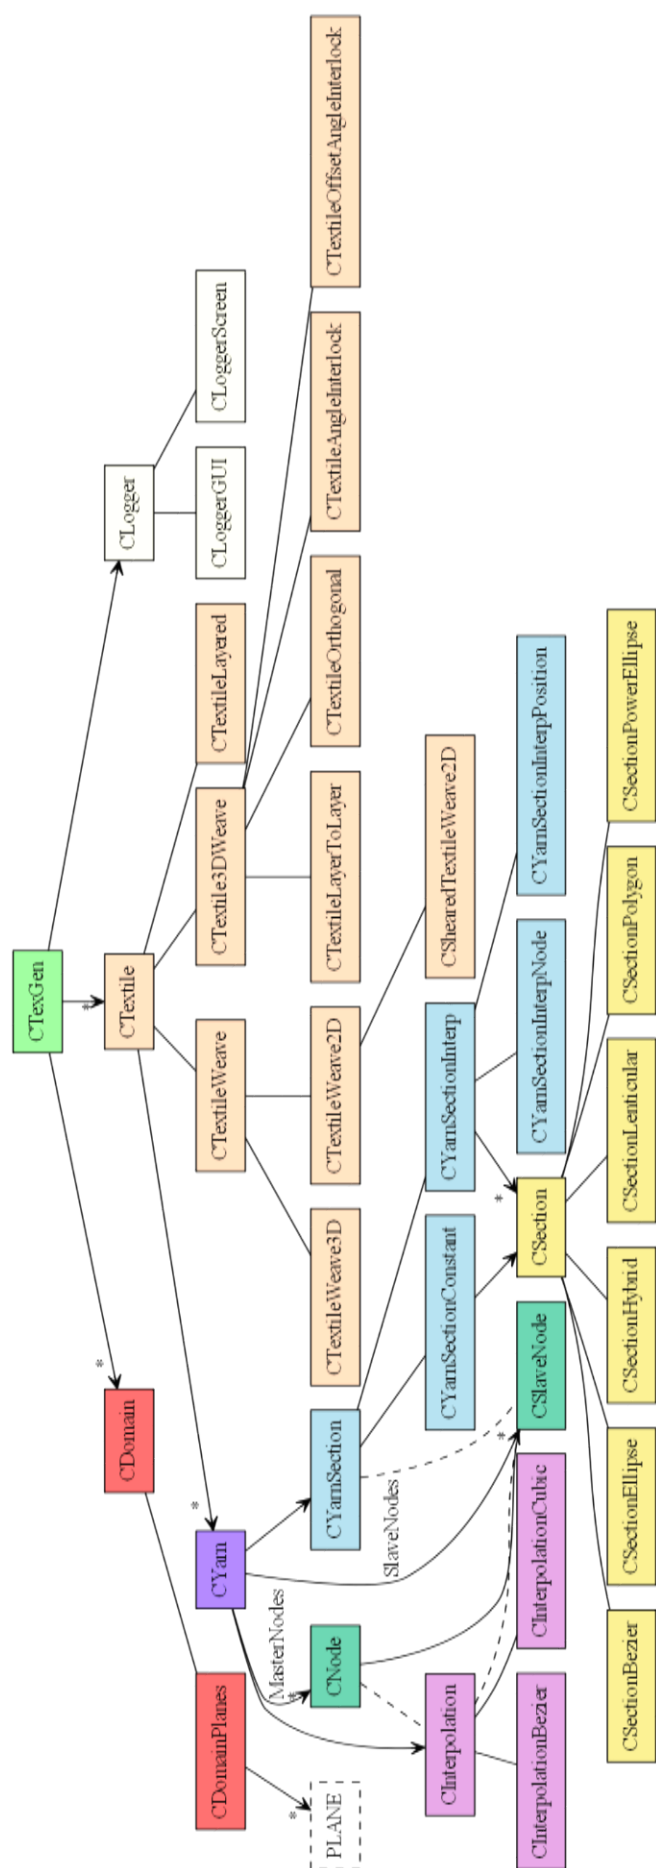 CTexGen
*
*
CDomain
CTextile
CLogger
*
CDomainPlanes
CYarn
CTextileWeave
CTextile3DWeave
CTextileLayered
CLoggerGUI
CLoggerScreen
*
MasterNodes
*
PLANE
CNode
CYarnSection
CTextileWeave3D
CTextileWeave2D
CTextileLayerToLayer
CTextileOrthogonal
CTextileAngleInterlock
CTextileOffsetAngleInterlock
SlaveNodes
CInterpolation
CYarnSectionConstant
CYarnSectionInterp
CShearedTextileWeave2D
*
*
CInterpolationBezier
CInterpolationCubic
CSlaveNode
CSection
CYarnSectionInterpNode
CYarnSectionInterpPosition
CSectionBezier
CSectionEllipse
CSectionHybrid
CSectionLenticular
CSectionPolygon
CSectionPowerEllipse